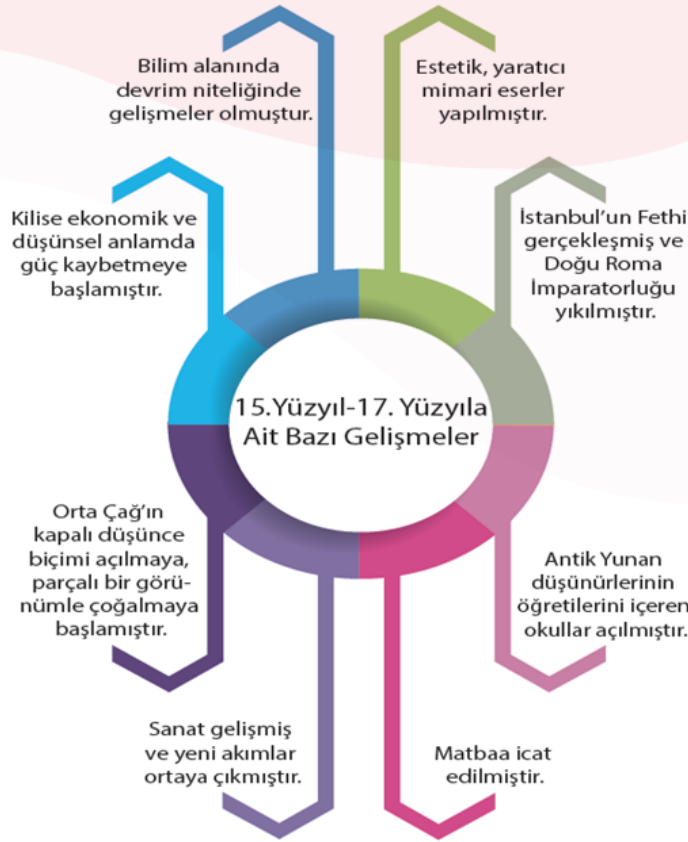 Bilim alanında
devrim niteliğinde
gelişmeler olmuştur.
Estetik, yaratıcı
mimari eserler
yapılmıştır.
Kilise ekonomik ve
düşünsel anlamda
güç kaybetmeye
başlamıştır.
İstanbul'un Fethi
gerçekleşmiş ve
Doğu Roma
İmparatorluğu
yıkılmıştır.
15.Yüzyıl-17. Yüzyıla
Ait Bazı Gelişmeler
Orta Çağ'ın
kapalı düşünce
biçimi açılmaya,
parçalı bir görü-
nümle çoğalmaya
başlamıştır.
Antik Yunan
düşünürlerinin
öğretilerini içeren
okullar açılmıştır.
Sanat gelişmiş
ve yeni akımlar
ortaya çıkmıştır.
Matbaa icat
edilmiştir.